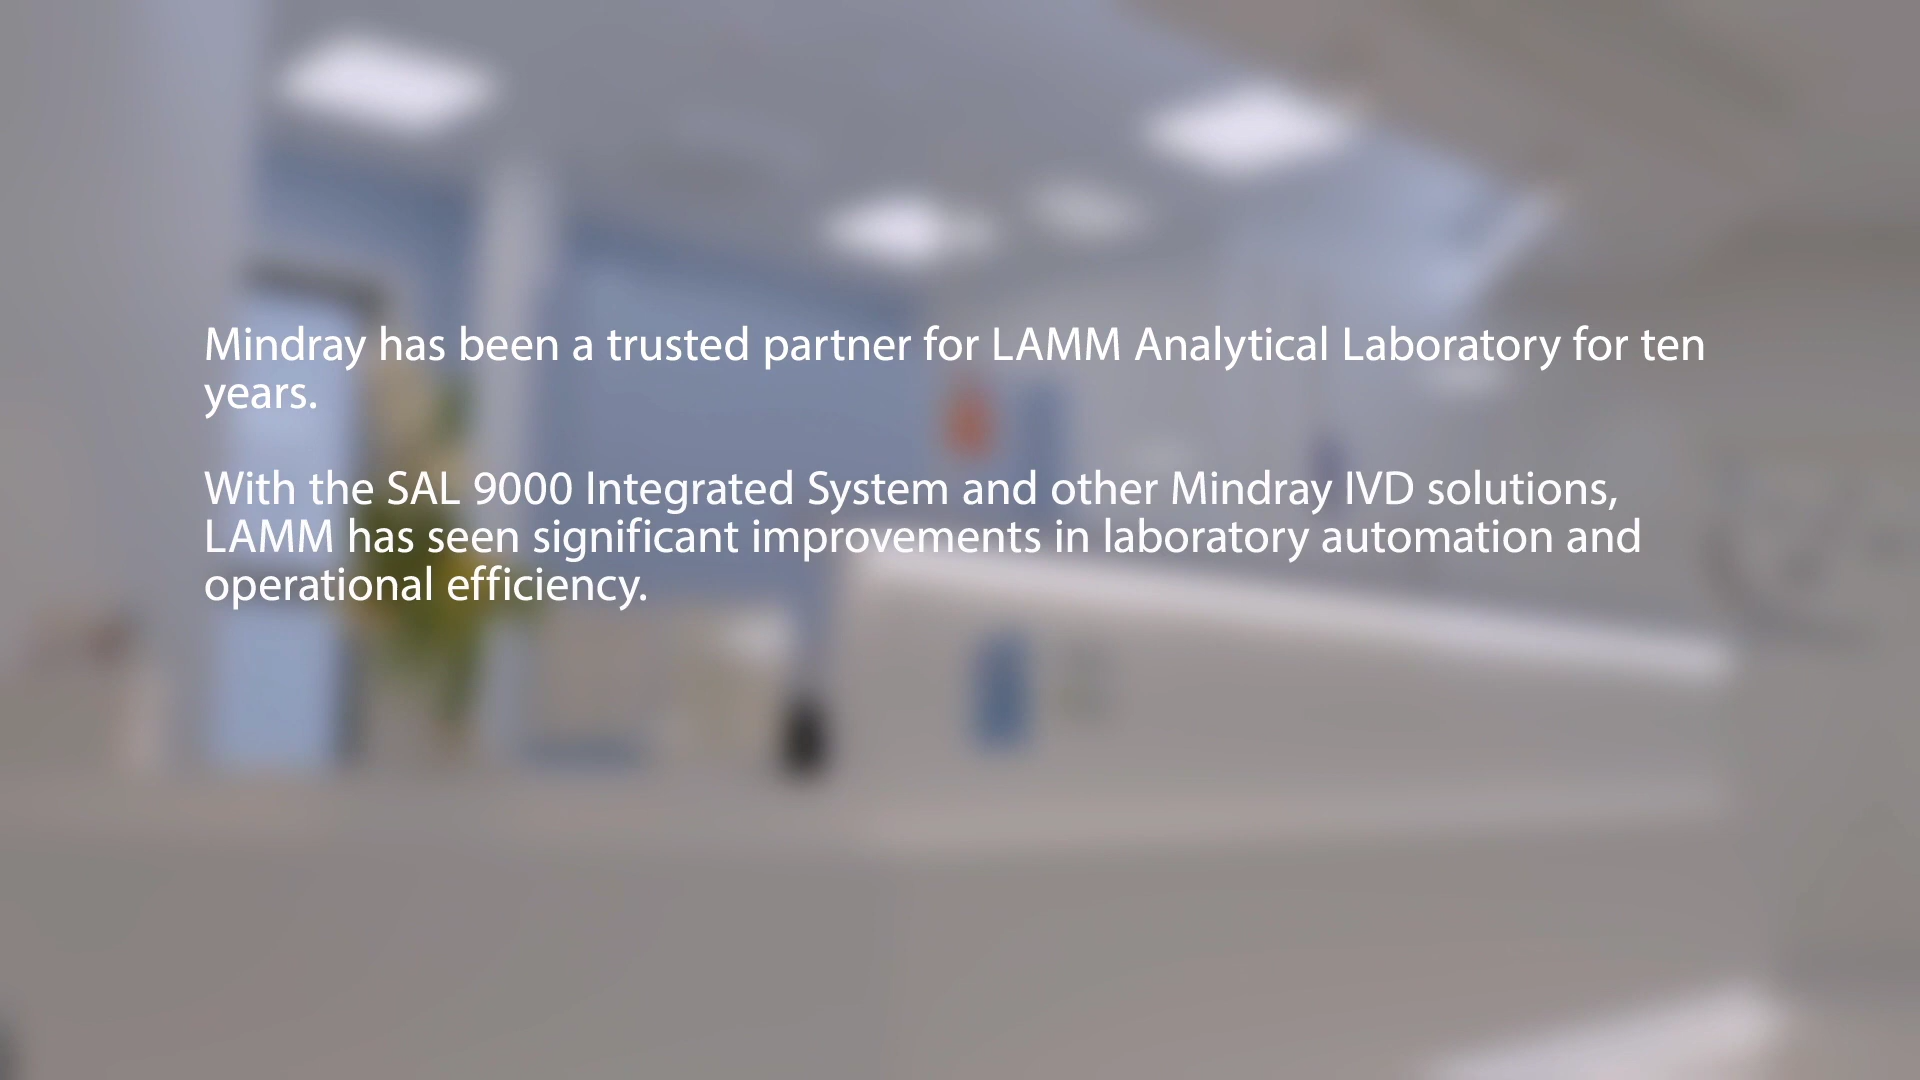 Mindray has been a trusted partner for LAMM Analytical Laboratory for ten
years.
With the SAL 9000 Integrated System and other Mindray IVD solutions,
LAMM has seen significant improvements in laboratory automation and
operational efficiency.